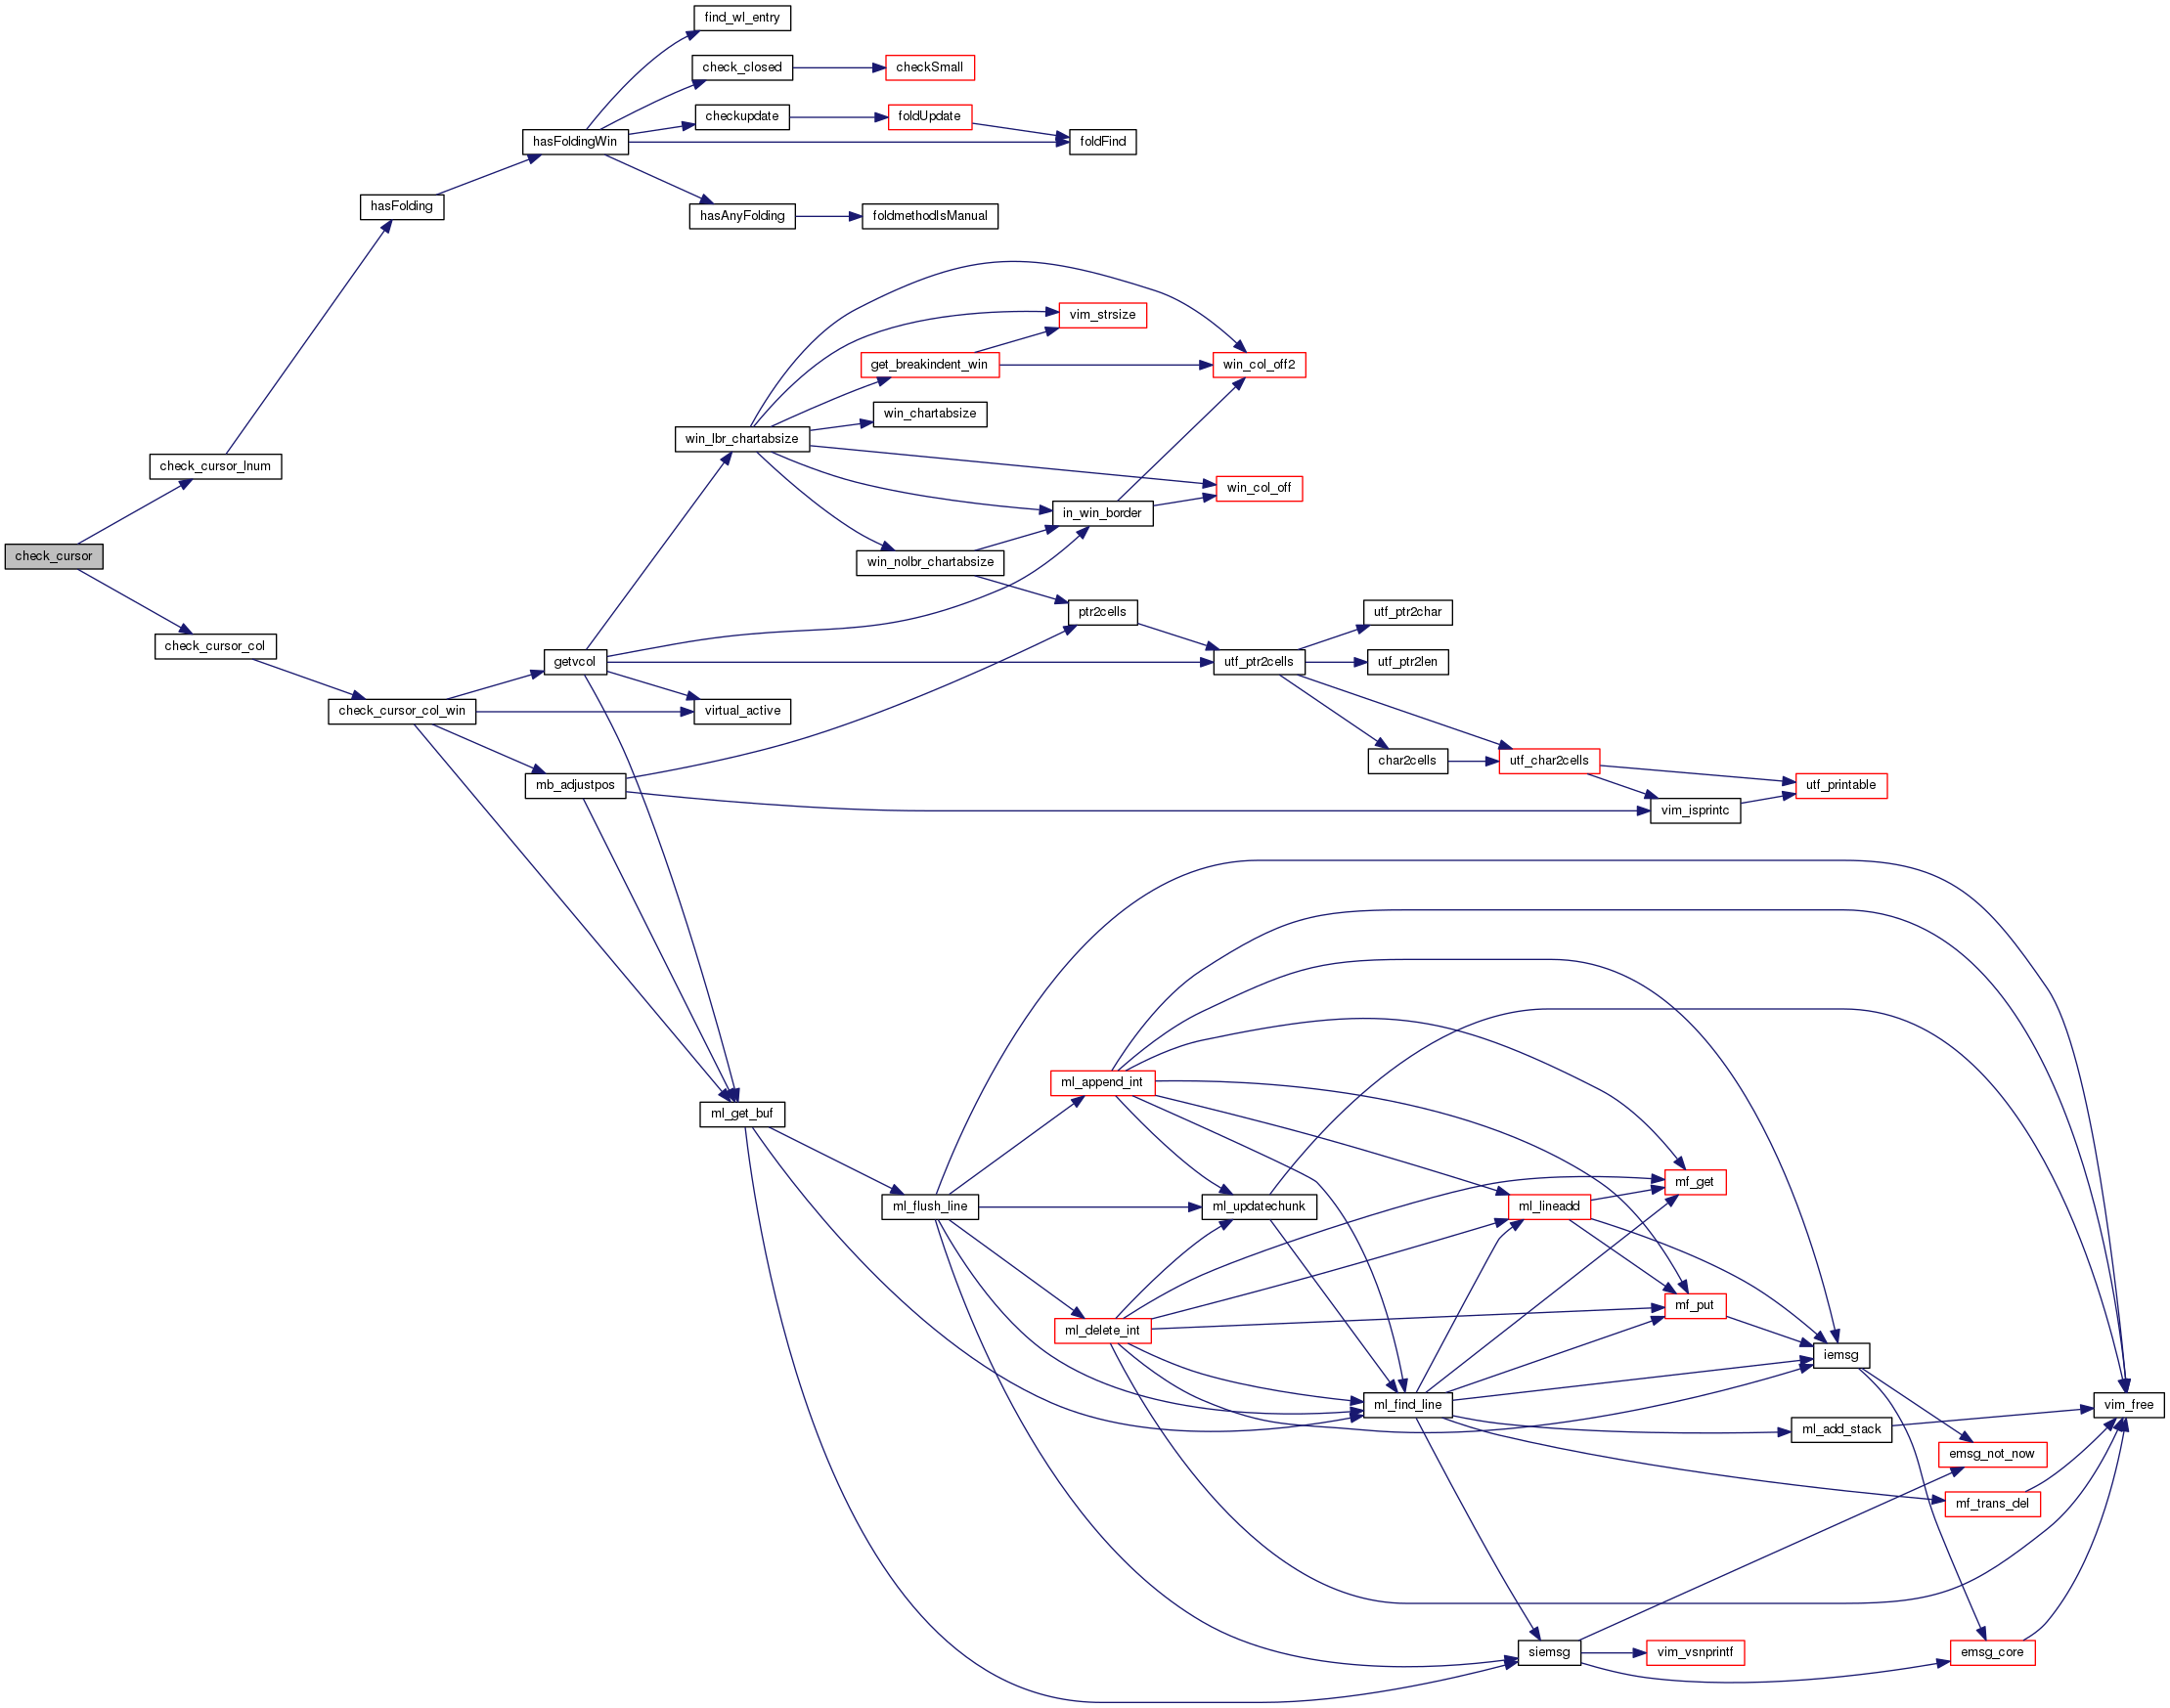 find_wl_entry
check_closed
checkSmall
checkupdate
foldUpdate
hasFoldingWin
foldFind
hasFolding
hasAnyFolding
foldmethodIsManual
vim_strsize
get_breakindent_win
win_col_off2
win_chartabsize
win_lbr_chartabsize
check_cursor_lnum
win_col_off
in_win_border
check_cursor
win_nolbr_chartabsize
ptr2cells
utf_ptr2char
check_cursor_col
getvcol
utf_ptr2cells
utf_ptr2len
check_cursor_col_win
virtual_active
char2cells
utf_char2cells
mb_adjustpos
utf_printable
vim_isprintc
ml_append_int
ml_get_buf
mf_get
ml_flush_line
ml_updatechunk
ml_lineadd
mf_put
ml_delete_int
iemsg
ml_find_line
vim_free
ml_add_stack
emsg_not_now
mf_trans_del
siemsg
vim_vsnprintf
emsg_core